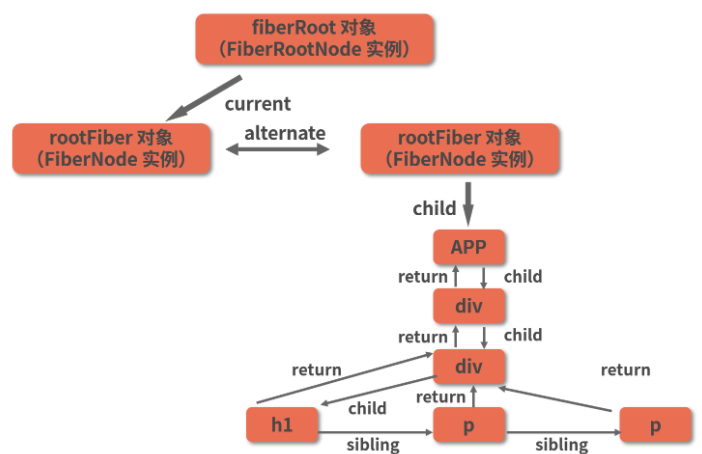 fiberRoot 对象
（FiberRootNode 实例）
current
rootFiber 对象
（FiberNode 实例）
alternate
rootFiber 对象
（FiberNode 实例）
child
APP
return
child
div
return
child
div
return
return
child
return
h1
p
p
sibling
sibling